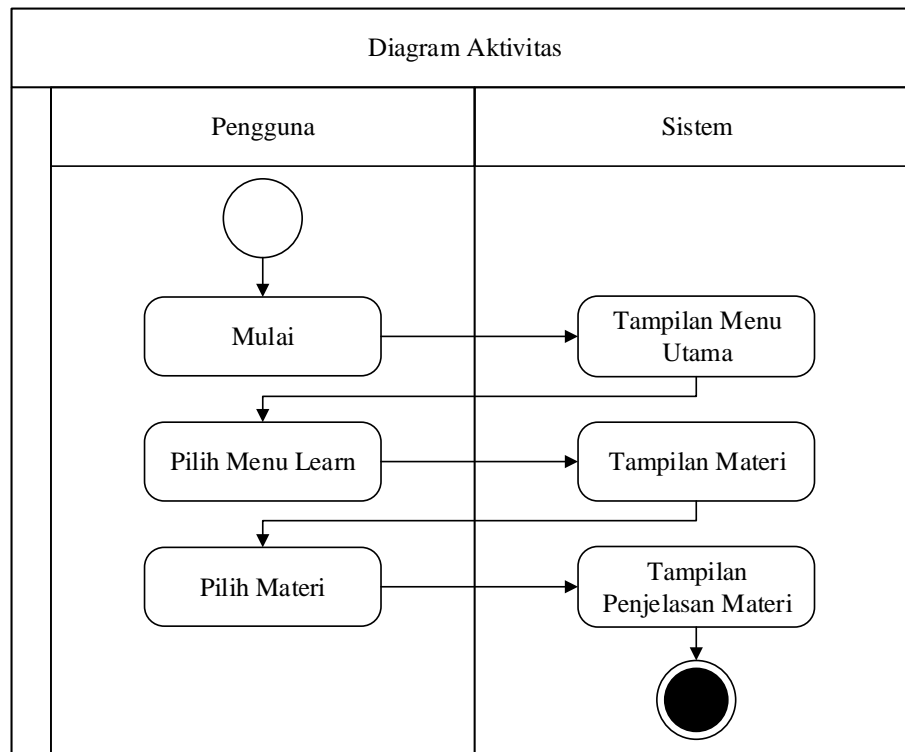 Diagram Aktivitas
Pengguna
Sistem
Mulai
Tampilan Menu
Utama
Pilih Menu Learn
Tampilan Materi
Pilih Materi
Tampilan
Penjelasan Materi